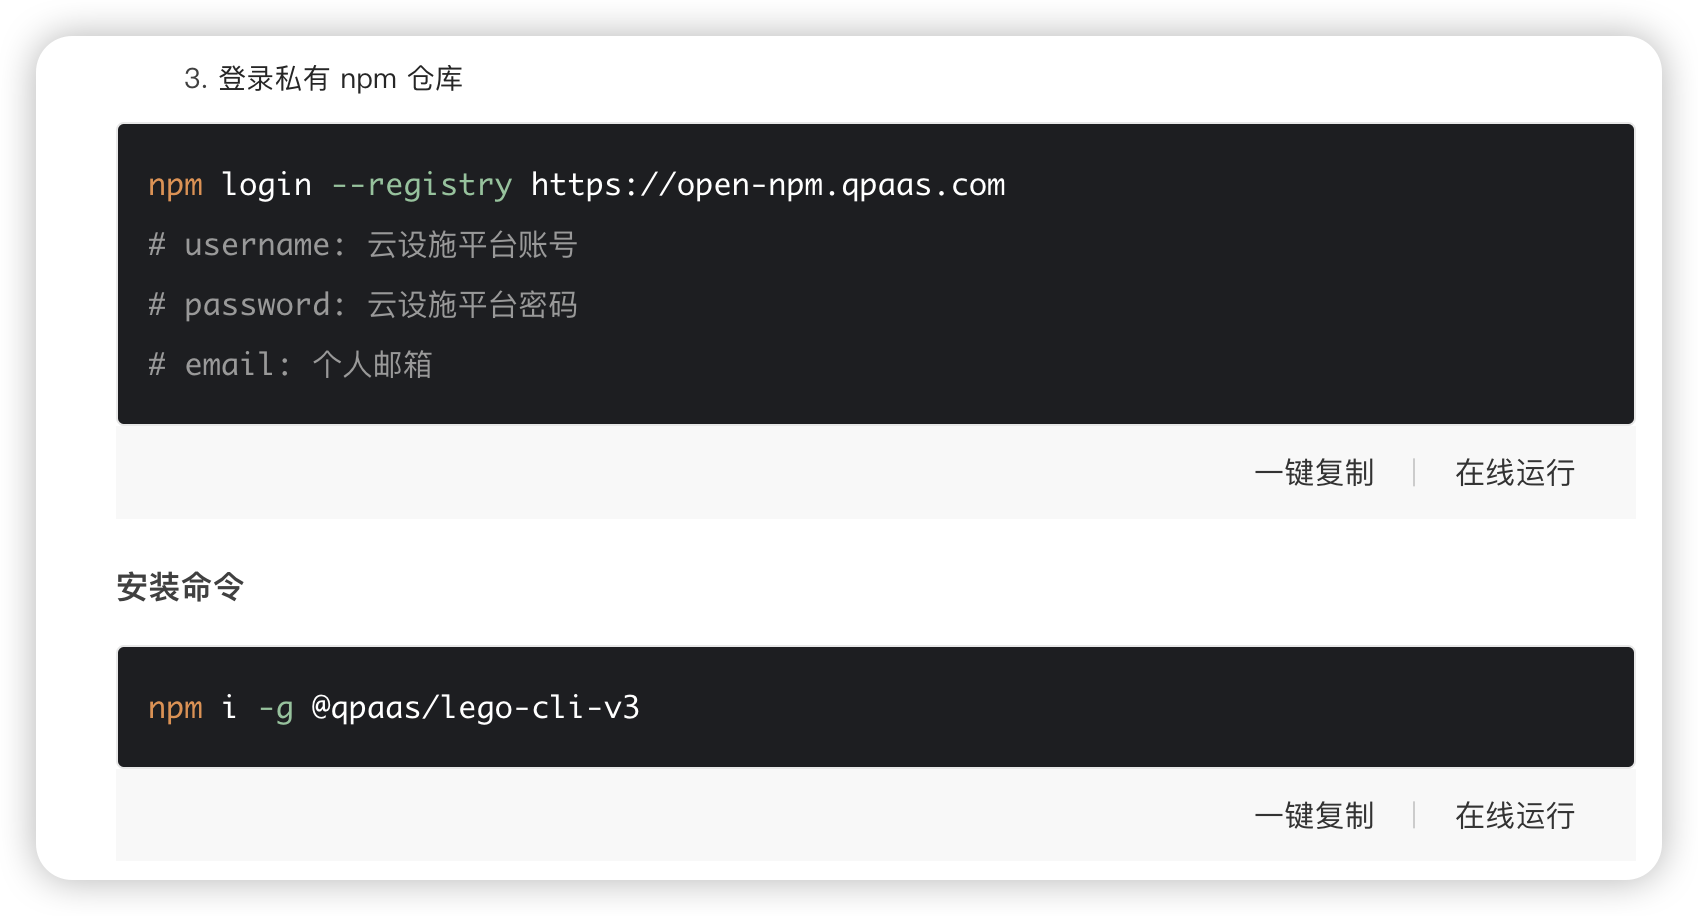 3. 登录私有 npm 仓库
npm login --registry https://open-npm.qpaas.com
# username: 云设施平台账号
# password: 云设施平台密码
# email: 个人邮箱
一键复制 | 在线运行
安装命令
npm i -g @qpaas/lego-cli-v3
一键复制 | 在线运行